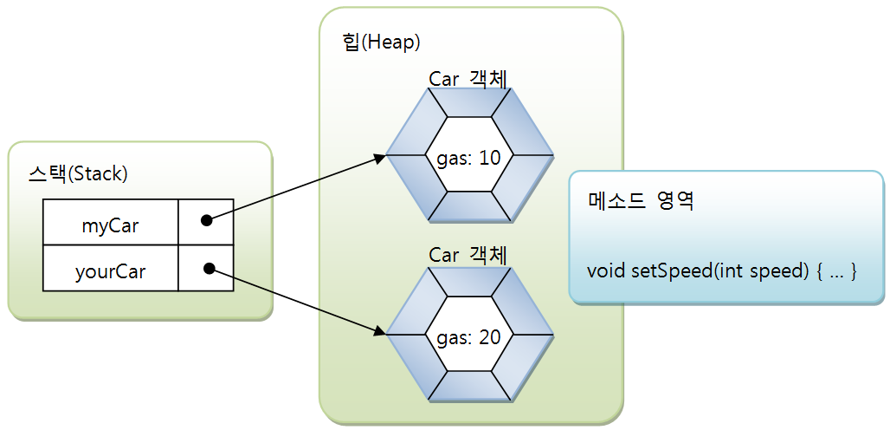 힙(Heap)
Car 객체
gas: 10
스택(Stack)
myCar
yourCar
Car 객체
gas: 20
메소드 영역
void setSpeed(int speed) { ... }